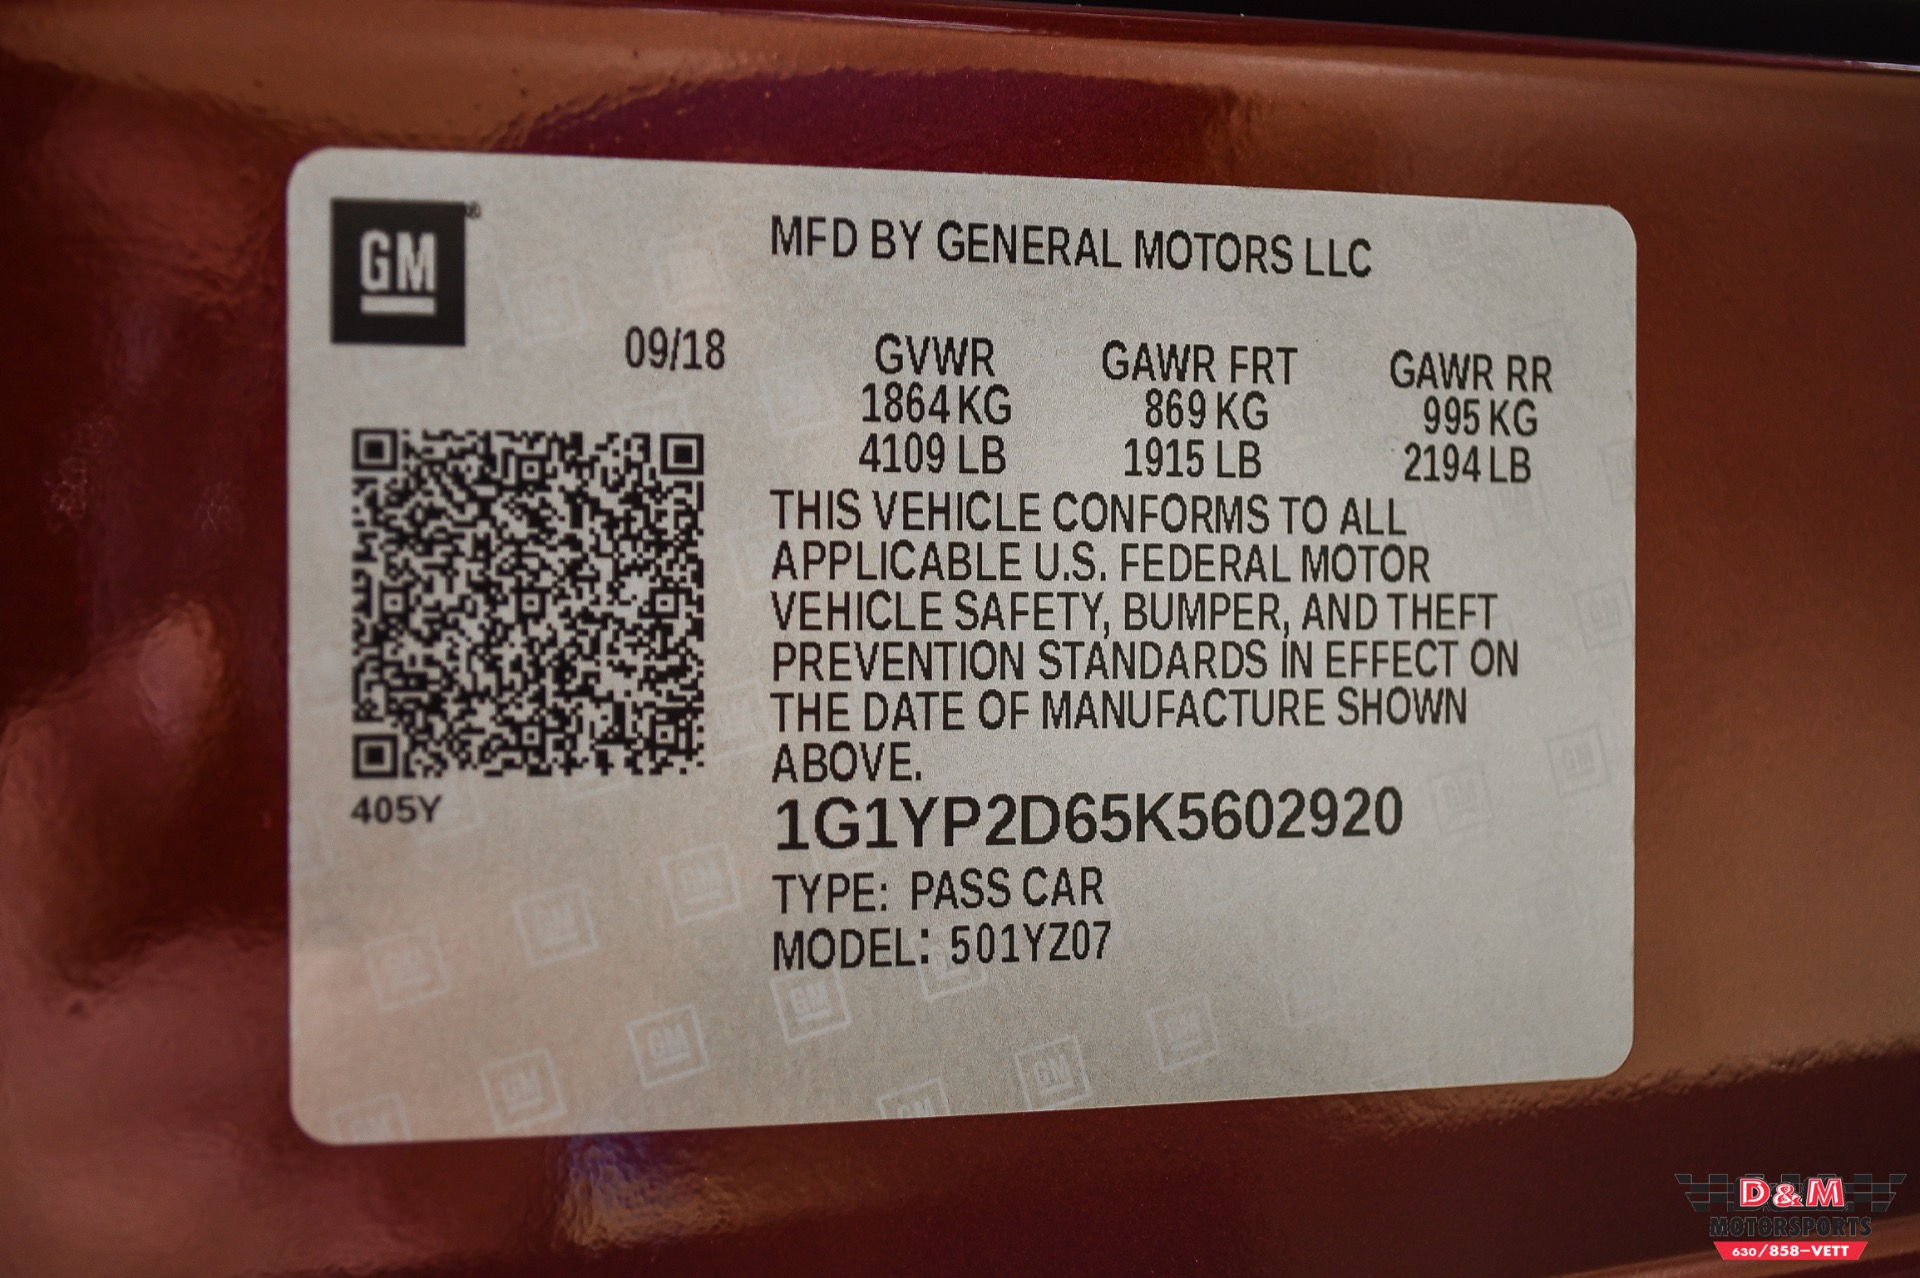 GM
MFD BY GENERAL MOTORS LLC
09/18
GVWR GAWR FRT GAWR RR
1864 KG 869 KG 995 KG
4109 LB 1915 LB 2194 LB
THIS VEHICLE CONFORMS TO ALL
APPLICABLE U.S. FEDERAL MOTOR
VEHICLE SAFETY, BUMPER, AND THEFT
PREVENTION STANDARDS IN EFFECT ON
THE DATE OF MANUFACTURE SHOWN
ABOVE.
405Y
1G1YP2D65K5602920
TYPE: PASS CAR
MODEL: 501YZ07
D&M
MOTORSPORTS
630/858-VETT